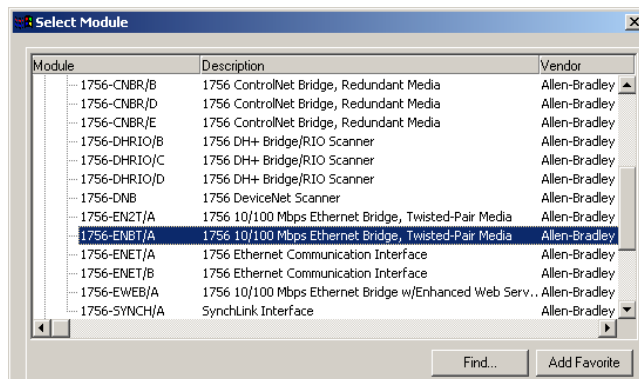 Select Module
Module Description Vendor
1756-CNBR/B 1756 ControlNet Bridge, Redundant Media Allen-Bradley
1756-CNBR/D 1756 ControlNet Bridge, Redundant Media Allen-Bradley
1756-CNBR/E 1756 ControlNet Bridge, Redundant Media Allen-Bradley
1756-DHRIO/B 1756 DH+ Bridge/RIO Scanner Allen-Bradley
1756-DHRIO/C 1756 DH+ Bridge/RIO Scanner Allen-Bradley
1756-DHRIO/D 1756 DH+ Bridge/RIO Scanner Allen-Bradley
1756-DNB 1756 DeviceNet Scanner Allen-Bradley
1756-EN2T/A 1756 10/100 Mbps Ethernet Bridge, Twisted-Pair Media Allen-Bradley
1756-ENBT/A 1756 10/100 Mbps Ethernet Bridge, Twisted-Pair Media Allen-Bradley
1756-ENET/A 1756 Ethernet Communication Interface Allen-Bradley
1756-ENET/B 1756 Ethernet Communication Interface Allen-Bradley
1756-EWEB/A 1756 10/100 Mbps Ethernet Bridge w/Enhanced Web Serv... Allen-Bradley
1756-SYNCH/A SynchLink Interface Allen-Bradley
Find... Add Favorite